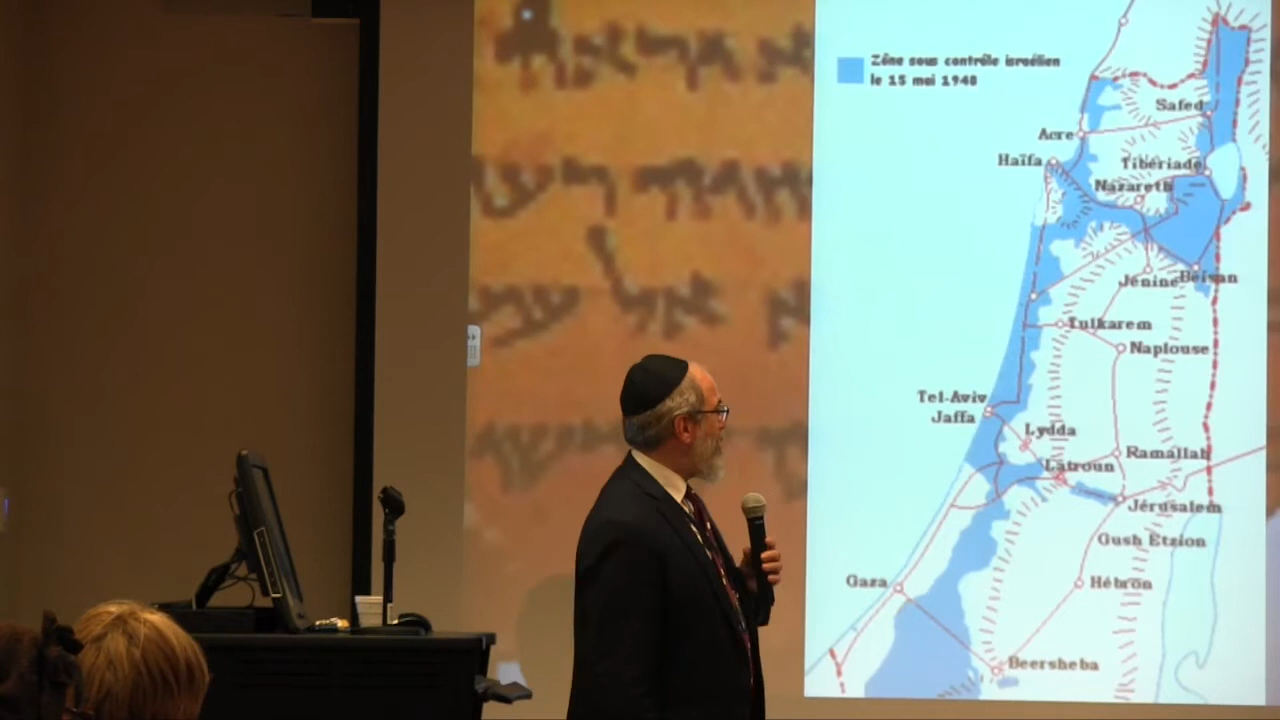 אל
Zône sous contrôle israélien
le 15 mai 1948
Safed
Acre
Haïfa
Tibériade
Nazareth
Jénine
Beisan
Tulkarem
Naplouse
Tel-Aviv
Jaffa
Lydda
Ramallah
Latroun
Jérusalem
Gush Etzion
Gaza
Hébron
Beersheba